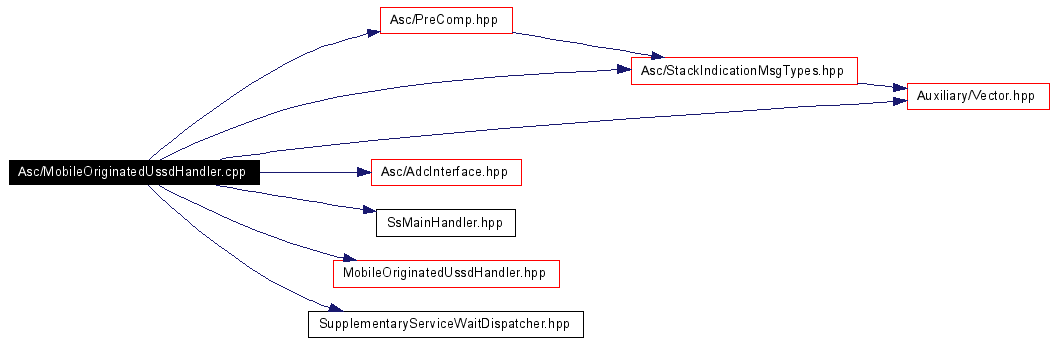 Asc/PreComp.hpp
Asc/StackIndicationMsgTypes.hpp
Auxiliary/Vector.hpp
Asc/MobileOriginatedUssdHandler.cpp
Asc/AdcInterface.hpp
SsMainHandler.hpp
MobileOriginatedUssdHandler.hpp
SupplementaryServiceWaitDispatcher.hpp